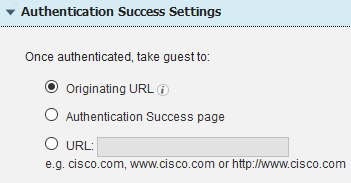 Authentication Success Settings
Once authenticated, take guest to:
Originating URL
Authentication Success page
URL:
e.g. cisco.com, www.cisco.com or http://www.cisco.com